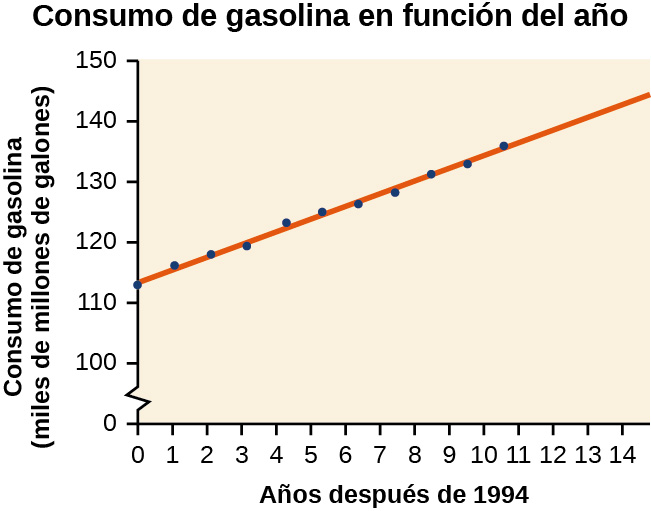 Consumo de gasolina en función del año
Consumo de gasolina
(miles de millones de galones)
150
140
130
120
110
100
0
0 1 2 3 4 5 6 7 8 9 10 11 12 13 14
Años después de 1994